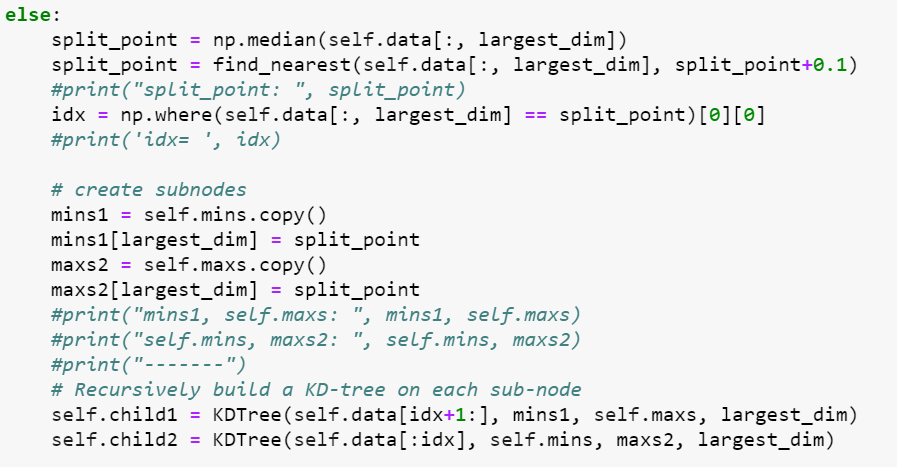 else:
    split_point = np.median(self.data[:, largest_dim])
    split_point = find_nearest(self.data[:, largest_dim], split_point+0.1)
    #print("split_point: ", split_point)
    idx = np.where(self.data[:, largest_dim] == split_point)[0][0]
    #print('idx= ', idx)

    # create subnodes
    mins1 = self.mins.copy()
    mins1[largest_dim] = split_point
    maxs2 = self.maxs.copy()
    maxs2[largest_dim] = split_point
    #print("mins1, self.maxs: ", mins1, self.maxs)
    #print("self.mins, maxs2: ", self.mins, maxs2)
    #print("-------")
    # Recursively build a KD-tree on each sub-node
    self.child1 = KDTree(self.data[idx+1:], mins1, self.maxs, largest_dim)
    self.child2 = KDTree(self.data[:idx], self.mins, maxs2, largest_dim)